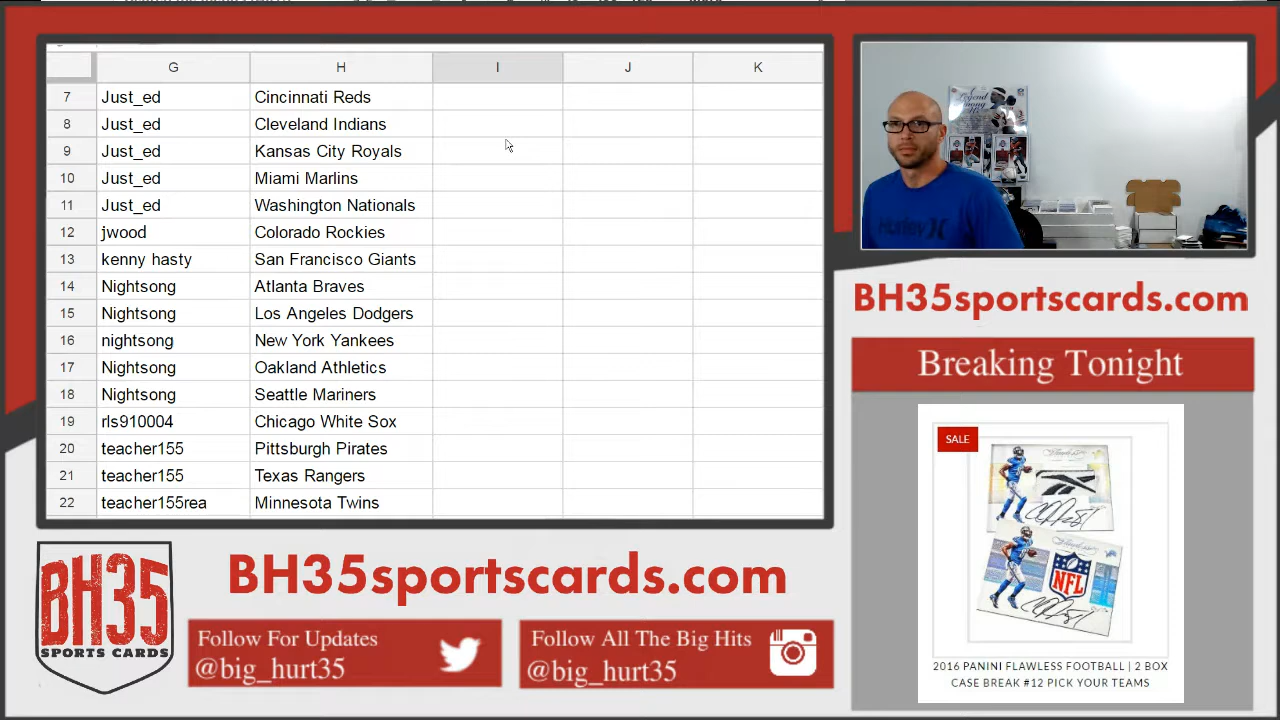 G H I J K
7 Just_ed Cincinnati Reds
8 Just_ed Cleveland Indians
9 Just_ed Kansas City Royals
10 Just_ed Miami Marlins
11 Just_ed Washington Nationals
12 jwood Colorado Rockies
13 kenny hasty San Francisco Giants
14 Nightsong Atlanta Braves
15 Nightsong Los Angeles Dodgers
16 nightsong New York Yankees
17 Nightsong Oakland Athletics
18 Nightsong Seattle Mariners
19 rls910004 Chicago White Sox
20 teacher155 Pittsburgh Pirates
21 teacher155 Texas Rangers
22 teacher155rea Minnesota Twins
Legend
Hurley
BH35sportscards.com
Breaking Tonight
SALE
Flawless
Flawless
NFL
2016 PANINI FLAWLESS FOOTBALL | 2 BOX
CASE BREAK #12 PICK YOUR TEAMS
BH35
SPORTS CARDS
BH35sportscards.com
Follow For Updates
@big_hurt35
Follow All The Big Hits
@big_hurt35